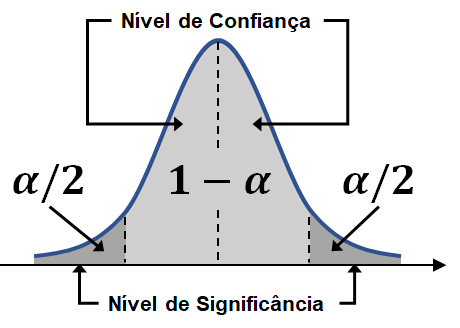 Nível de Confiança
α/2
1 − α
α/2
Nível de Significância